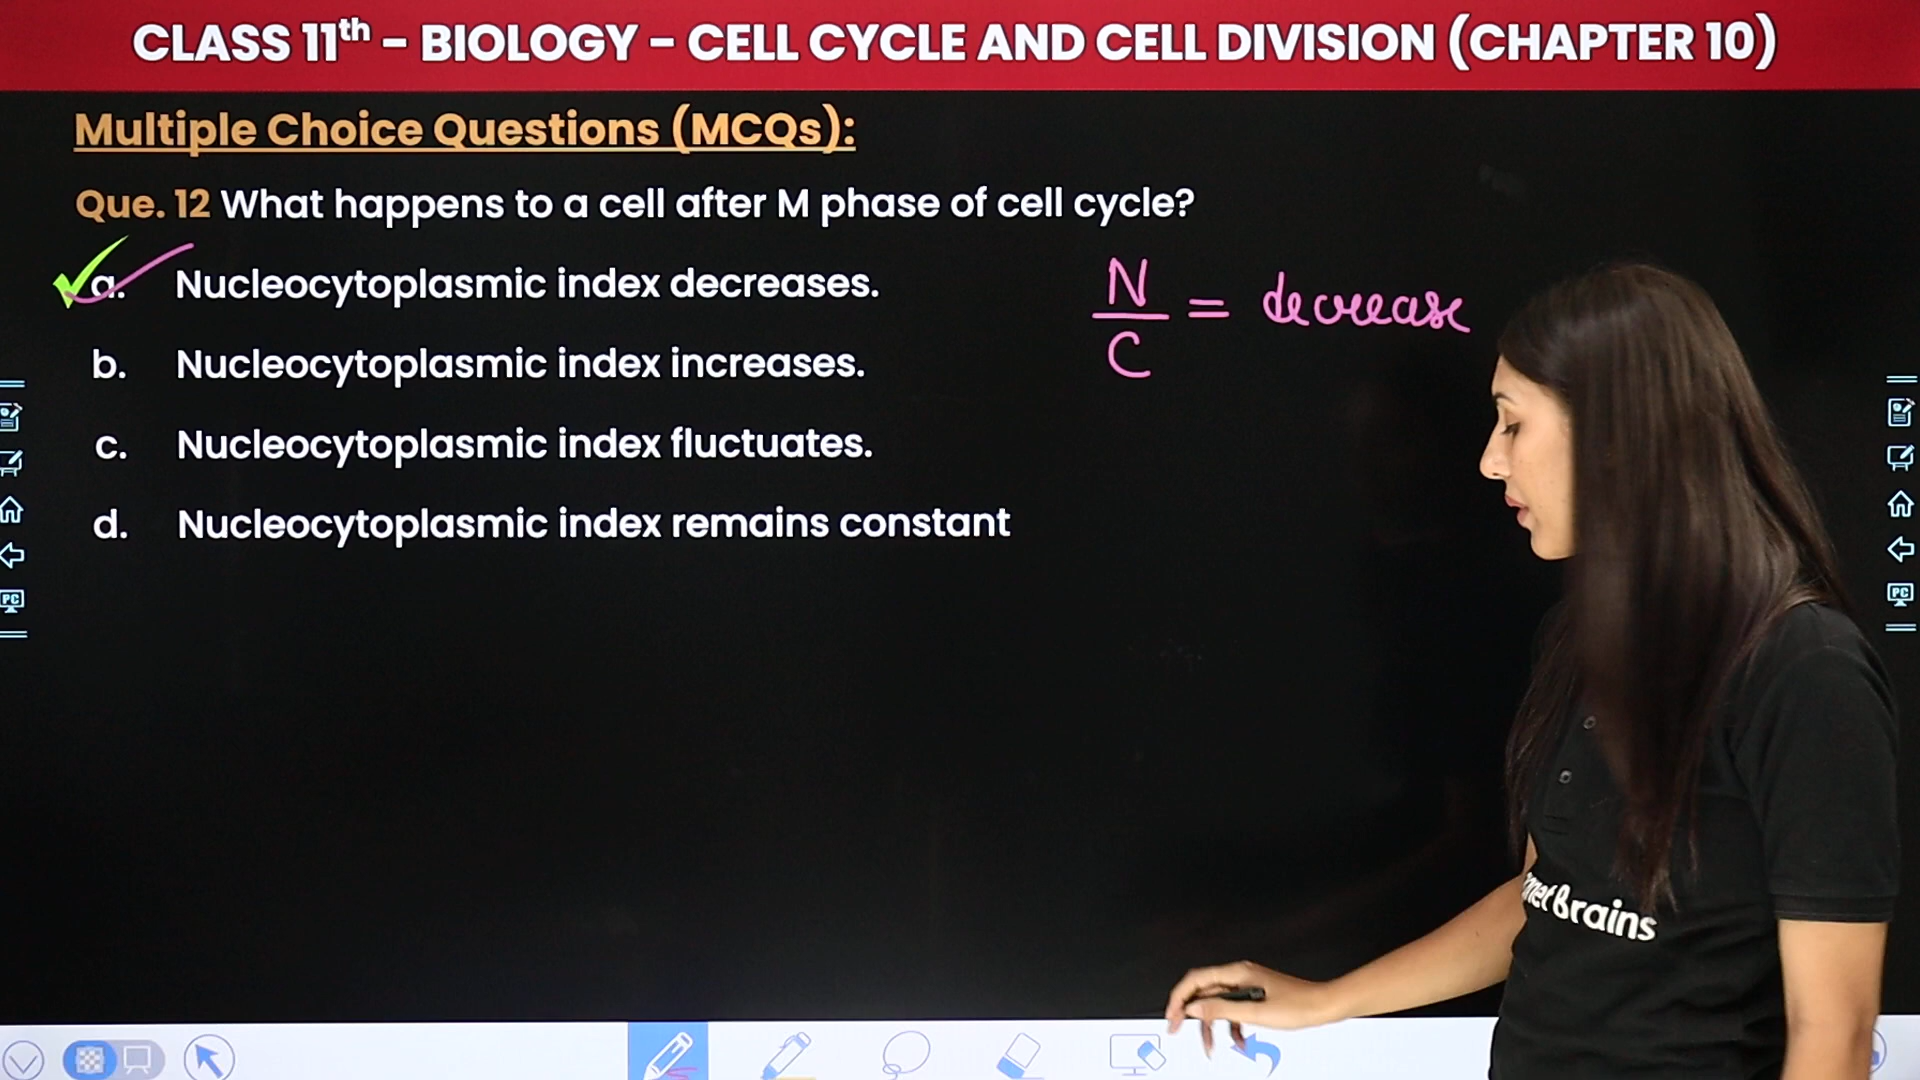 CLASS 11th - BIOLOGY - CELL CYCLE AND CELL DIVISION (CHAPTER 10)
Multiple Choice Questions (MCQs):
Que. 12 What happens to a cell after M phase of cell cycle?
a. Nucleocytoplasmic index decreases.
b. Nucleocytoplasmic index increases.
c. Nucleocytoplasmic index fluctuates.
d. Nucleocytoplasmic index remains constant
N
= decrease
C
Brains
PC
PC